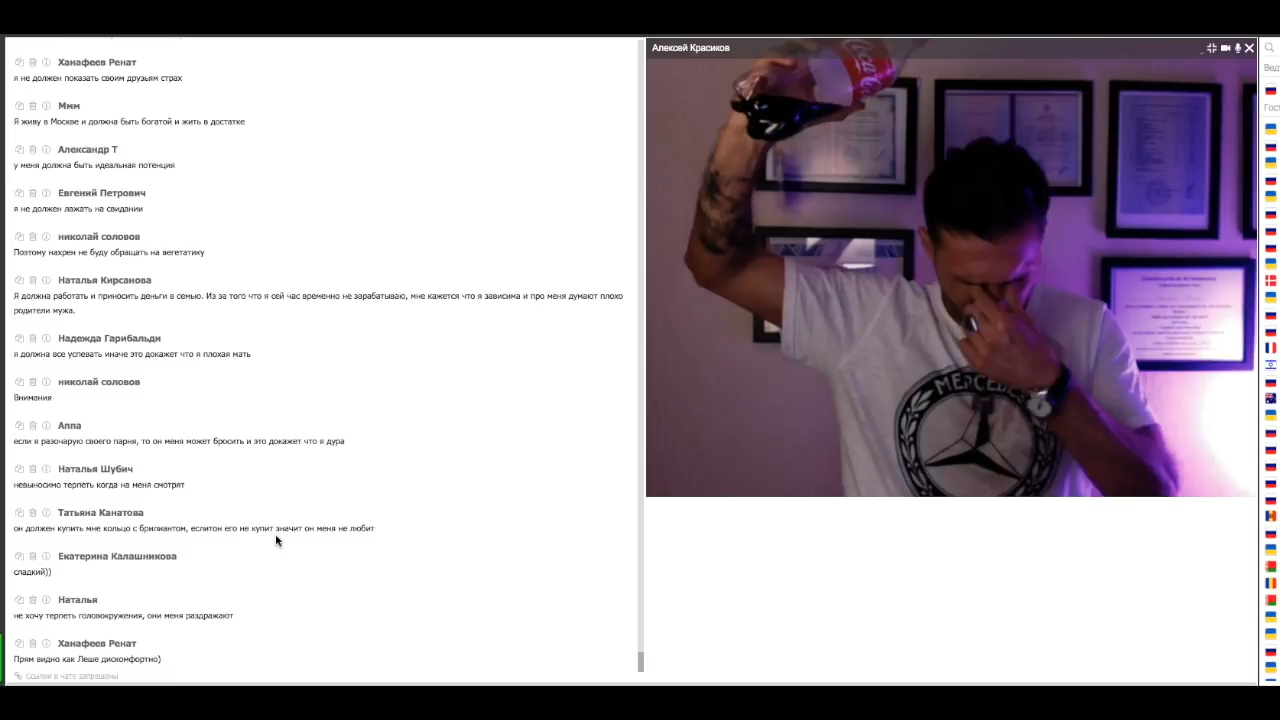 Ханафеев Ренат
я не должен показать своим друзьям страх
Ммм
Я живу в Москве и должна быть богатой и жить в достатке
Александр Т
у меня должна быть идеальная потенция
Евгений Петрович
я не должен лажать на свидании
николай соловов
Поэтому нахрен не буду обращать на вегетатику
Наталья Кирсанова
Я должна работать и приносить деньги в семью. Из за того что я сей час временно не зарабатываю, мне кажется что я зависима и про меня думают плохо
родители мужа.
Надежда Гарибальди
я должна все успевать иначе это докажет что я плохая мать
николай соловов
Внимания
Anna
если я разочарую своего парня, то он меня может бросить и это докажет что я дура
Наталья Шубич
невыносимо терпеть когда на меня смотрят
Татьяна Канатова
он должен купить мне кольцо с брилиантом, еслитон его не купит значит он меня не любит
Екатерина Калашникова
сладкий))
Наталья
не хочу терпеть головокружения, они меня раздражают
Ханафеев Ренат
Прям видно как Леше дискомфортно)
Ссылки в чате запрещены
Алексей Красиков
Coca-Cola
MERCEDES
Вед
Гост